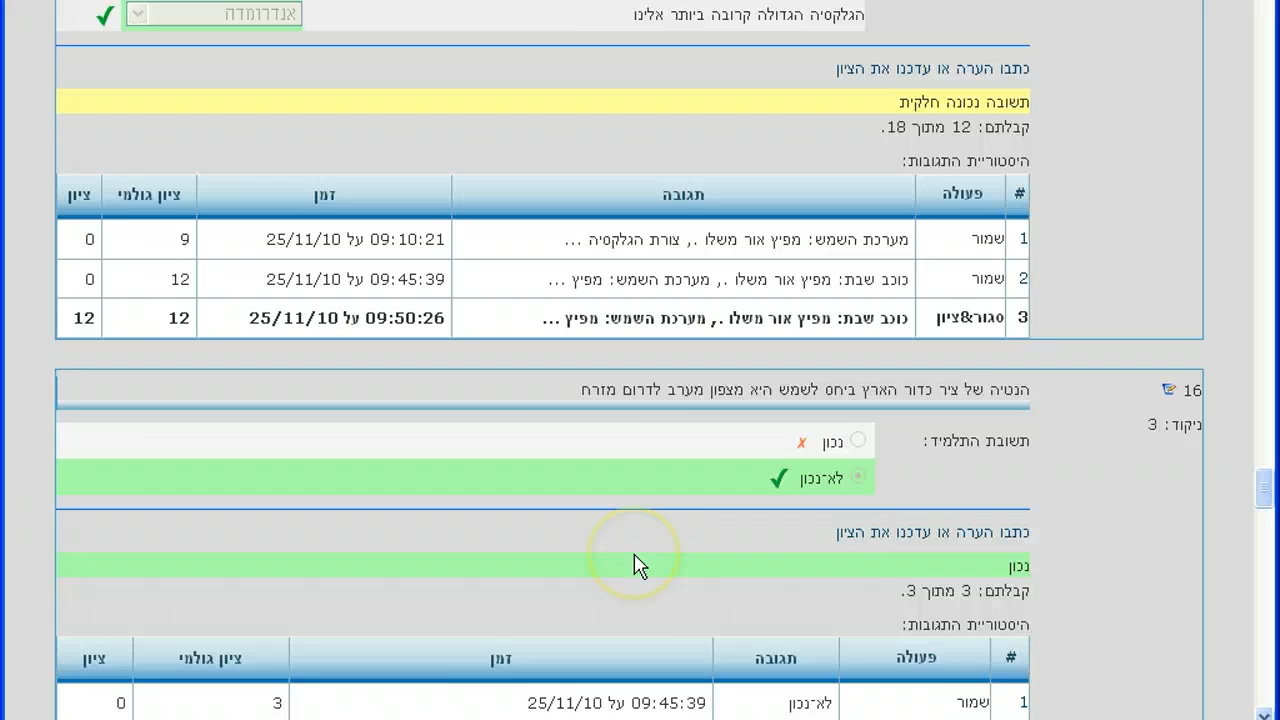 הגלקסיה הגדולה קרובה ביותר אלינו אנדרומדה
כתבו הערה או עדכנו את הציון
תשובה נכונה חלקית
קבלתם: 12 מתוך 18.
היסטוריית התגובות:
# פעולה תגובה זמן ציון גולמי ציון
1 שמור מערכת השמש: מפיץ אור משלו ., צורת הגלקסיה ... 09:10:21 על 25/11/10 9 0
2 שמור כוכב שבת: מפיץ אור משלו ., מערכת השמש: מפיץ ... 09:45:39 על 25/11/10 12 0
3 סגור&ציון כוכב שבת: מפיץ אור משלו ., מערכת השמש: מפיץ ... 09:50:26 על 25/11/10 12 12
16 הנטיה של ציר כדור הארץ ביחס לשמש היא מצפון מערב לדרום מזרח
ניקוד: 3
תשובת התלמיד: נכון
לא־נכון
כתבו הערה או עדכנו את הציון
נכון
קבלתם: 3 מתוך 3.
היסטוריית התגובות:
# פעולה תגובה זמן ציון גולמי ציון
1 שמור לא־נכון 09:45:39 על 25/11/10 3 0